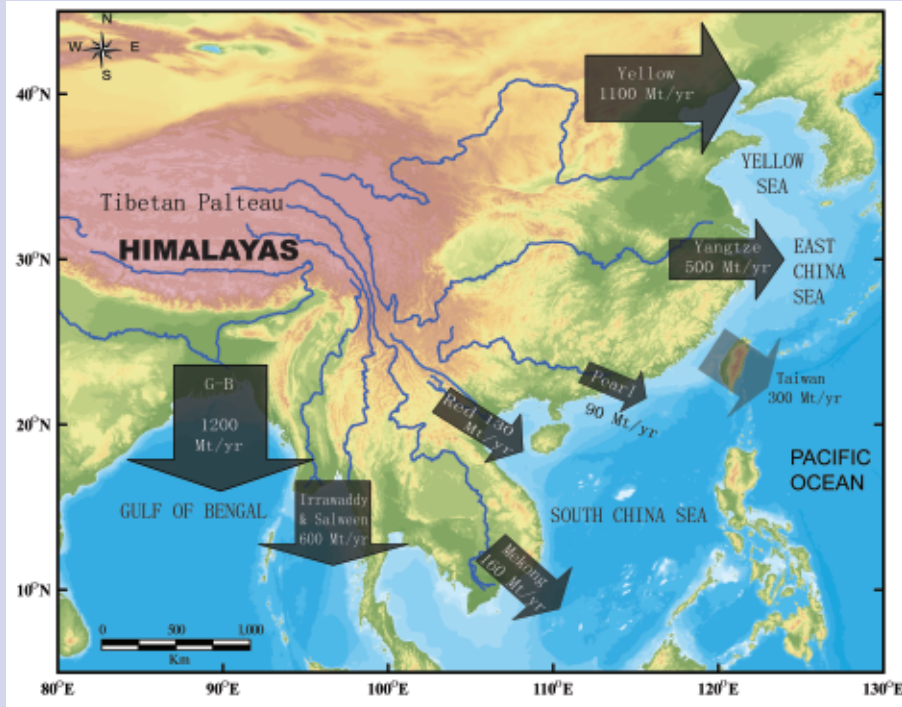 N
W E
S
40°N
30°N
20°N
10°N
Yellow
1100 Mt/yr
YELLOW
SEA
Tibetan Palteau
HIMALAYAS
Yangtze
500 Mt/yr
EAST
CHINA
SEA
G-B
1200
Mt/yr
Pearl
90 Mt/yr
Taiwan
300 Mt/yr
Red 130
Mt/yr
PACIFIC
OCEAN
GULF OF BENGAL
Irrawaddy
& Salween
600 Mt/yr
SOUTH CHINA SEA
Mekong
160 Mt/yr
0 500 1,000
Km
80°E 90°E 100°E 110°E 120°E 130°E